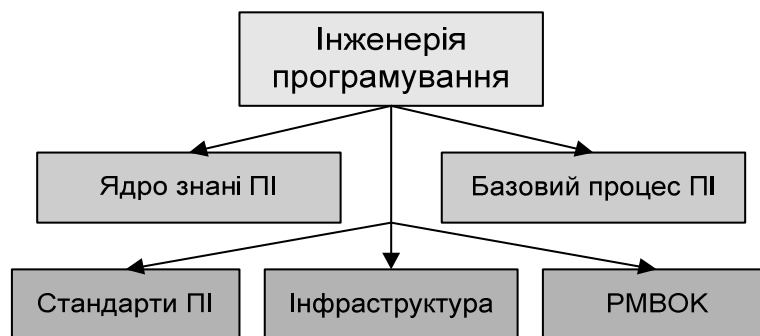 Інженерія
програмування
Ядро знані ПІ
Базовий процес ПІ
Стандарти ПІ
Інфраструктура
PMBOK